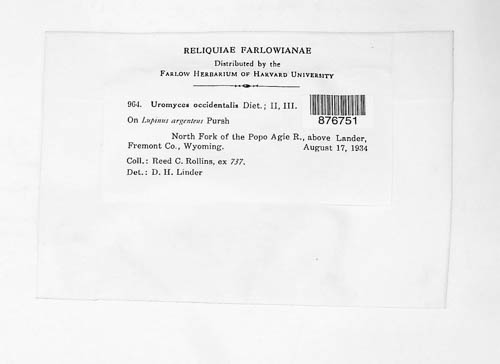 RELIQUIAE FARLOWIANAE
Distributed by the
FARLOW HERBARIUM OF HARVARD UNIVERSITY
964. Uromyces occidentalis Diet.; II, III.
876751
On Lupinus argenteus Pursh
North Fork of the Popo Agie R., above Lander,
Fremont Co., Wyoming. August 17, 1934
Coll.: Reed C. Rollins, ex 737.
Det.: D. H. Linder